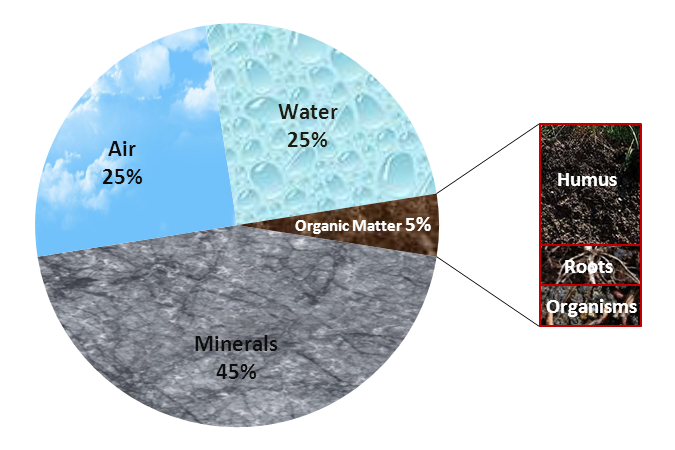 Water
25%
Air
25%
Organic Matter 5%
Minerals
45%
Humus
Roots
Organisms